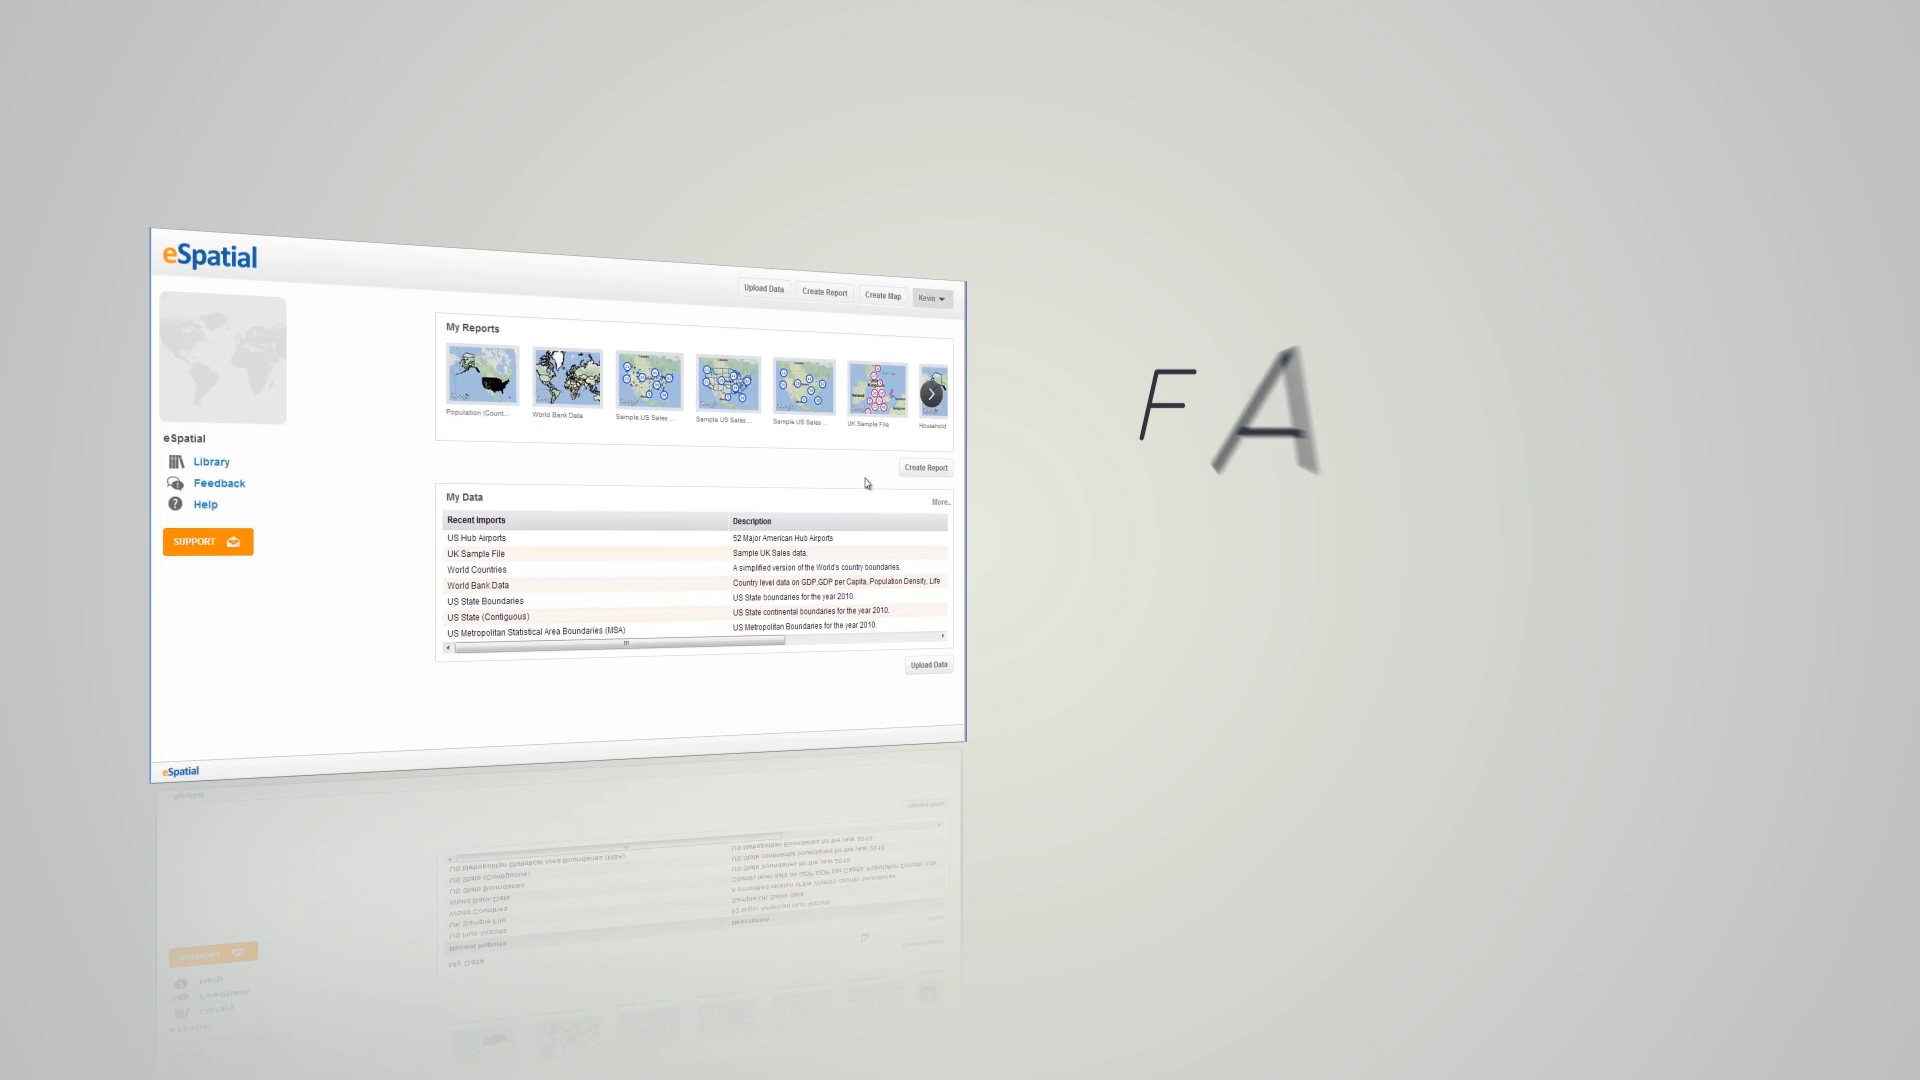 eSpatial
Upload Data
Create Report
Create Map
Kevin
My Reports
Population (Count...
World Bank Data
Sample US Sales ...
Sample US Sales ...
Sample US Sales ...
UK Sample File
Household
eSpatial
Library
Feedback
Help
SUPPORT
Create Report
My Data
More..
Recent Imports Description
US Hub Airports 52 Major American Hub Airports
UK Sample File Sample UK Sales data.
World Countries A simplified version of the World's country boundaries.
World Bank Data Country level data on GDP,GDP per Capita, Population Density, Life
US State Boundaries US State boundaries for the year 2010.
US State (Contiguous) US State continental boundaries for the year 2010.
US Metropolitan Statistical Area Boundaries (MSA) US Metropolitan Boundaries for the year 2010.
Upload Data
eSpatial
FA